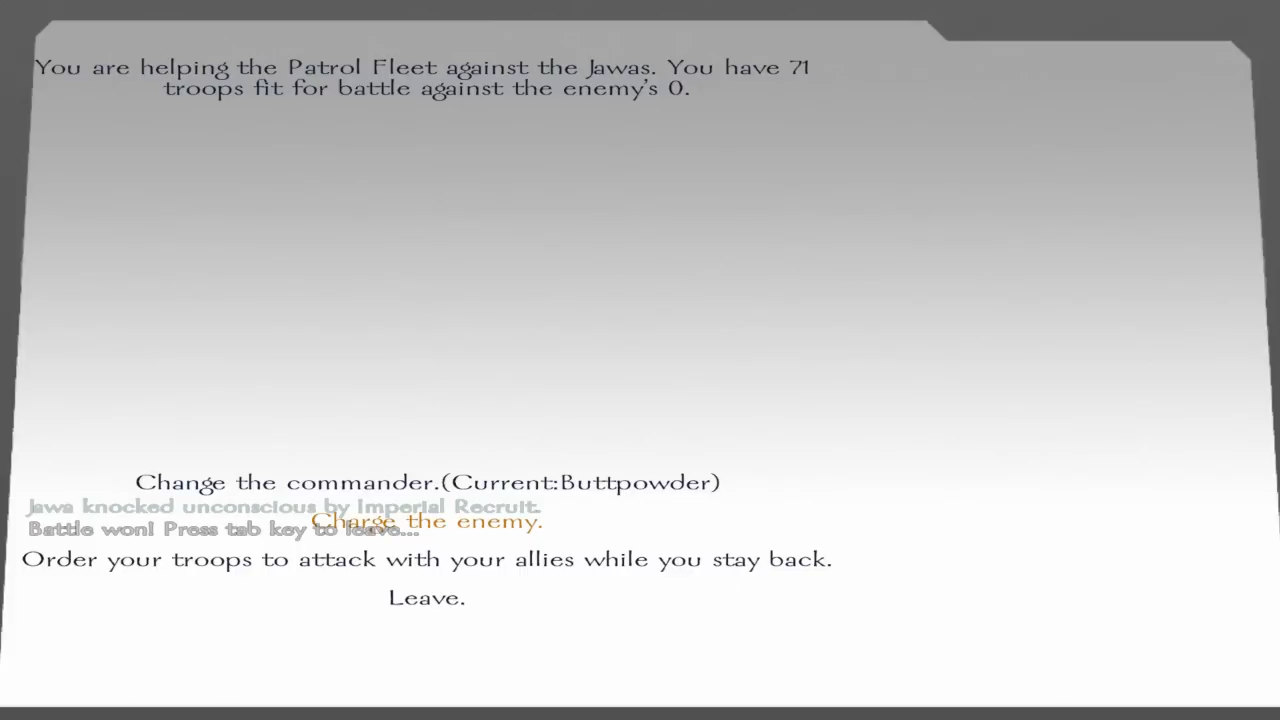 You are helping the Patrol Fleet against the Jawas. You have 71
troops fit for battle against the enemy's 0.
Change the commander.(Current:Buttpowder)
Jawa knocked unconscious by Imperial Recruit.
Charge the enemy.
Battle won! Press tab key to leave...
Order your troops to attack with your allies while you stay back.
Leave.